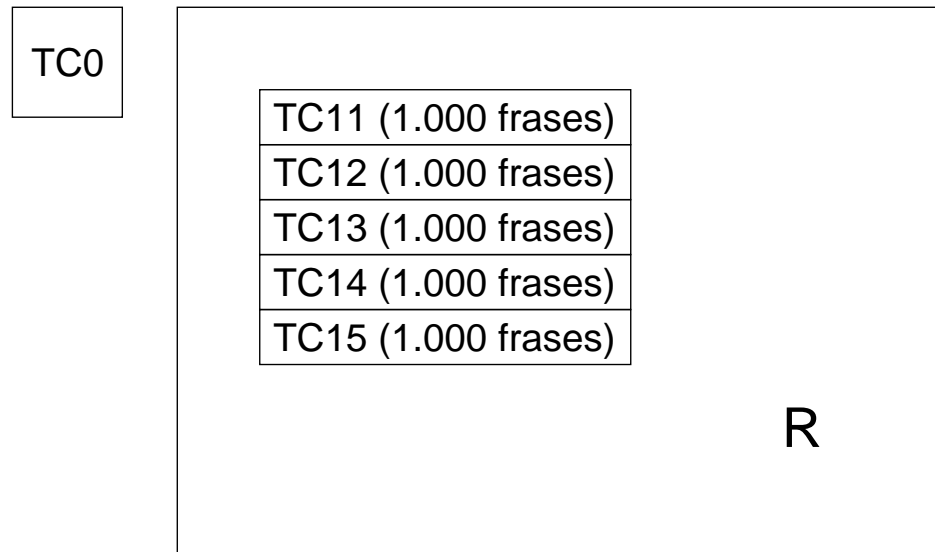 TC0
TC11 (1.000 frases)
TC12 (1.000 frases)
TC13 (1.000 frases)
TC14 (1.000 frases)
TC15 (1.000 frases)
R